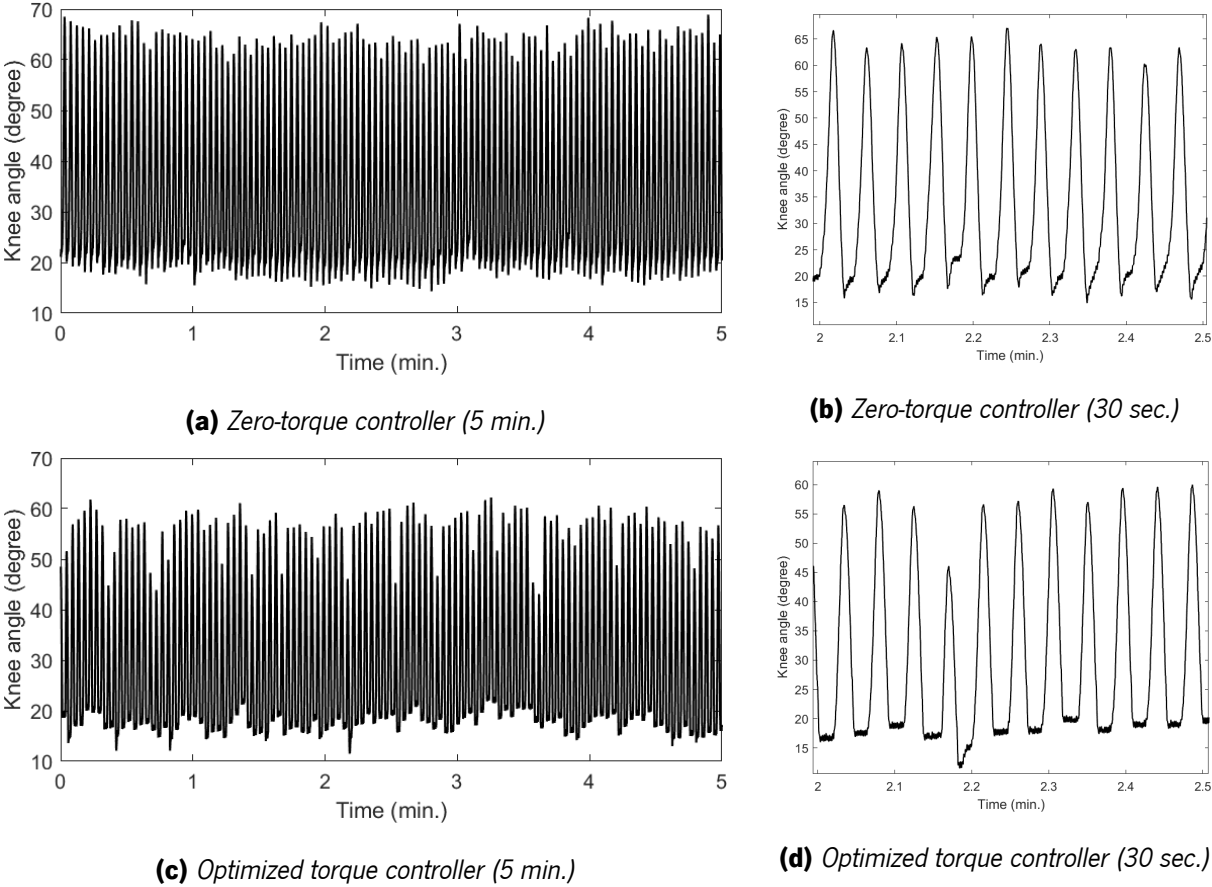 70
60
50
40
30
20
10
Knee angle (degree)
0 1 2 3 4 5
Time (min.)
(a) Zero-torque controller (5 min.)
65
60
55
50
45
40
35
30
25
20
15
Knee angle (degree)
2 2.1 2.2 2.3 2.4 2.5
Time (min.)
(b) Zero-torque controller (30 sec.)
70
60
50
40
30
20
10
Knee angle (degree)
0 1 2 3 4 5
Time (min.)
(c) Optimized torque controller (5 min.)
60
55
50
45
40
35
30
25
20
15
Knee angle (degree)
2 2.1 2.2 2.3 2.4 2.5
Time (min.)
(d) Optimized torque controller (30 sec.)